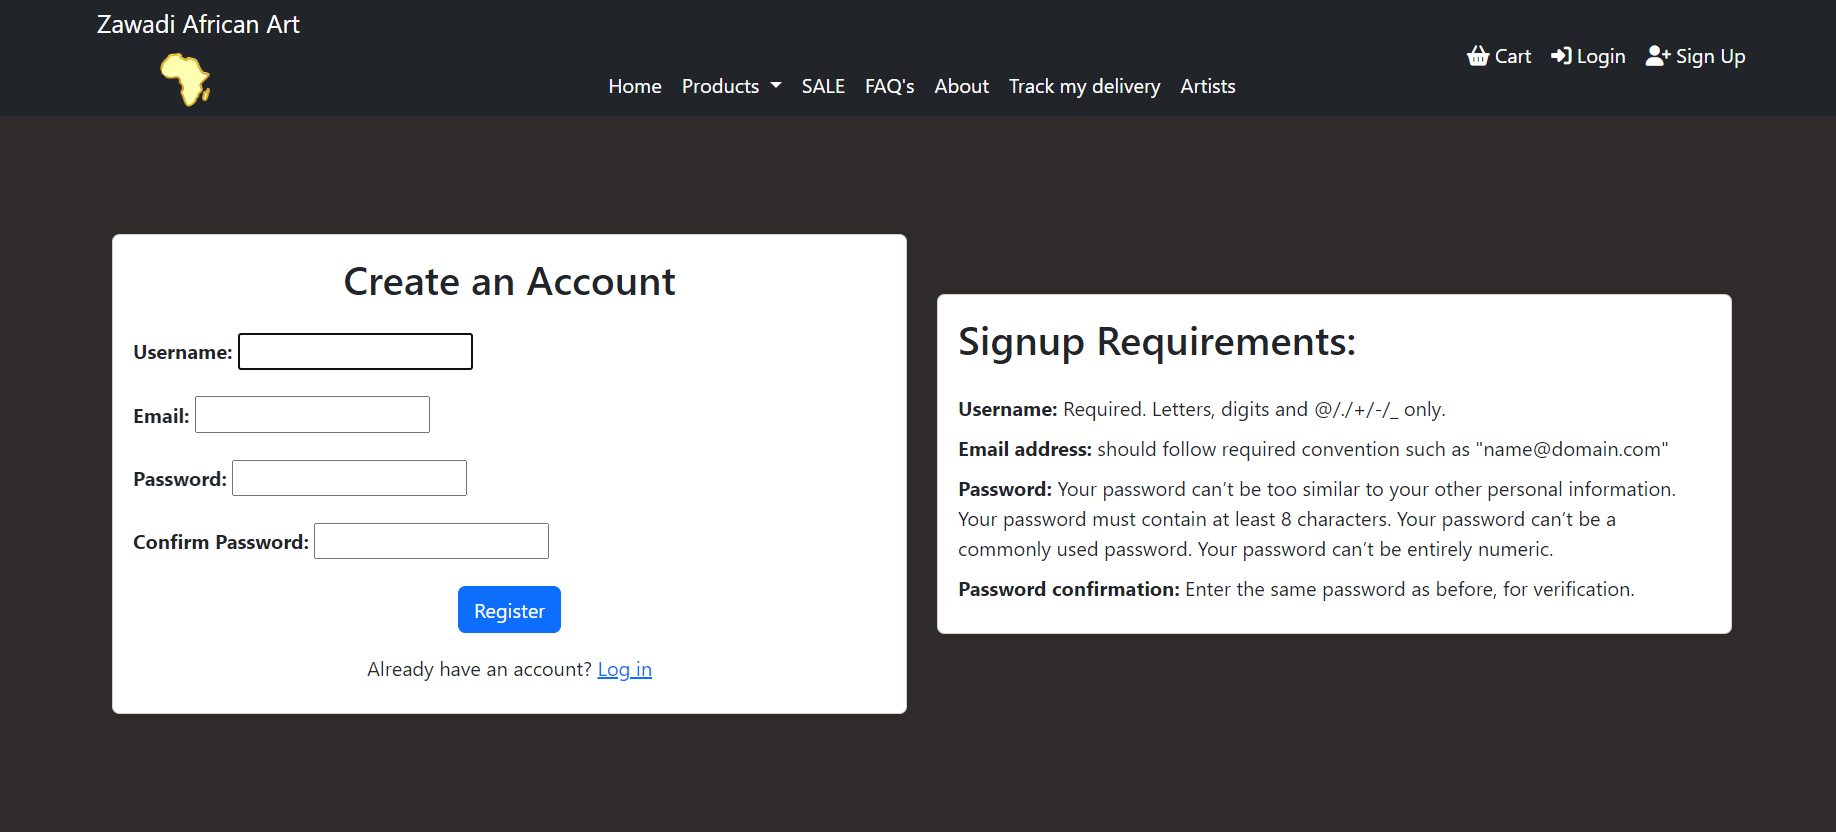 Zawadi African Art
Cart Login Sign Up
Home Products SALE FAQ's About Track my delivery Artists
Create an Account
Username:
Email:
Password:
Confirm Password:
Register
Already have an account? Log in
Signup Requirements:
Username: Required. Letters, digits and @/./+/-/_ only.
Email address: should follow required convention such as "name@domain.com"
Password: Your password can’t be too similar to your other personal information.
Your password must contain at least 8 characters. Your password can’t be a
commonly used password. Your password can’t be entirely numeric.
Password confirmation: Enter the same password as before, for verification.